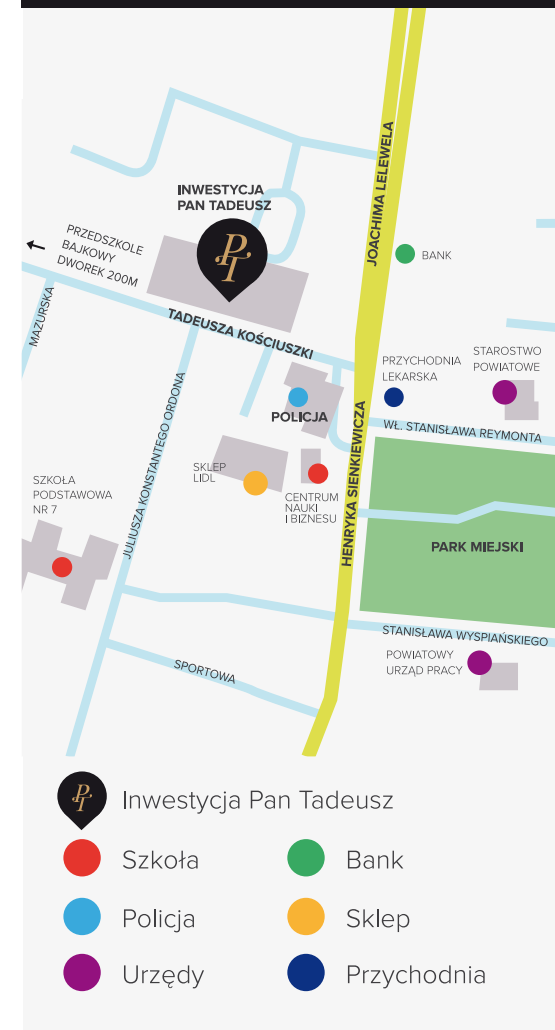 JOACHIMA LELEWELA
INWESTYCJA
PAN TADEUSZ
PT
PRZEDSZKOLE
BAJKOWY
DWOREK 200M
BANK
MAZURSKA
TADEUSZA KOŚCIUSZKI
STAROSTWO
POWIATOWE
PRZYCHODNIA
LEKARSKA
POLICJA
WŁ. STANISŁAWA REYMONTA
JULIUSZA KONSTANTEGO ORDONA
HENRYKA SIENKIEWICZA
SKLEP
LIDL
SZKOŁA
PODSTAWOWA
NR 7
CENTRUM
NAUKI
I BIZNESU
PARK MIEJSKI
STANISŁAWA WYSPIAŃSKIEGO
POWIATOWY
URZĄD PRACY
SPORTOWA
PT
Inwestycja Pan Tadeusz
Szkoła
Bank
Policja
Sklep
Urzędy
Przychodnia